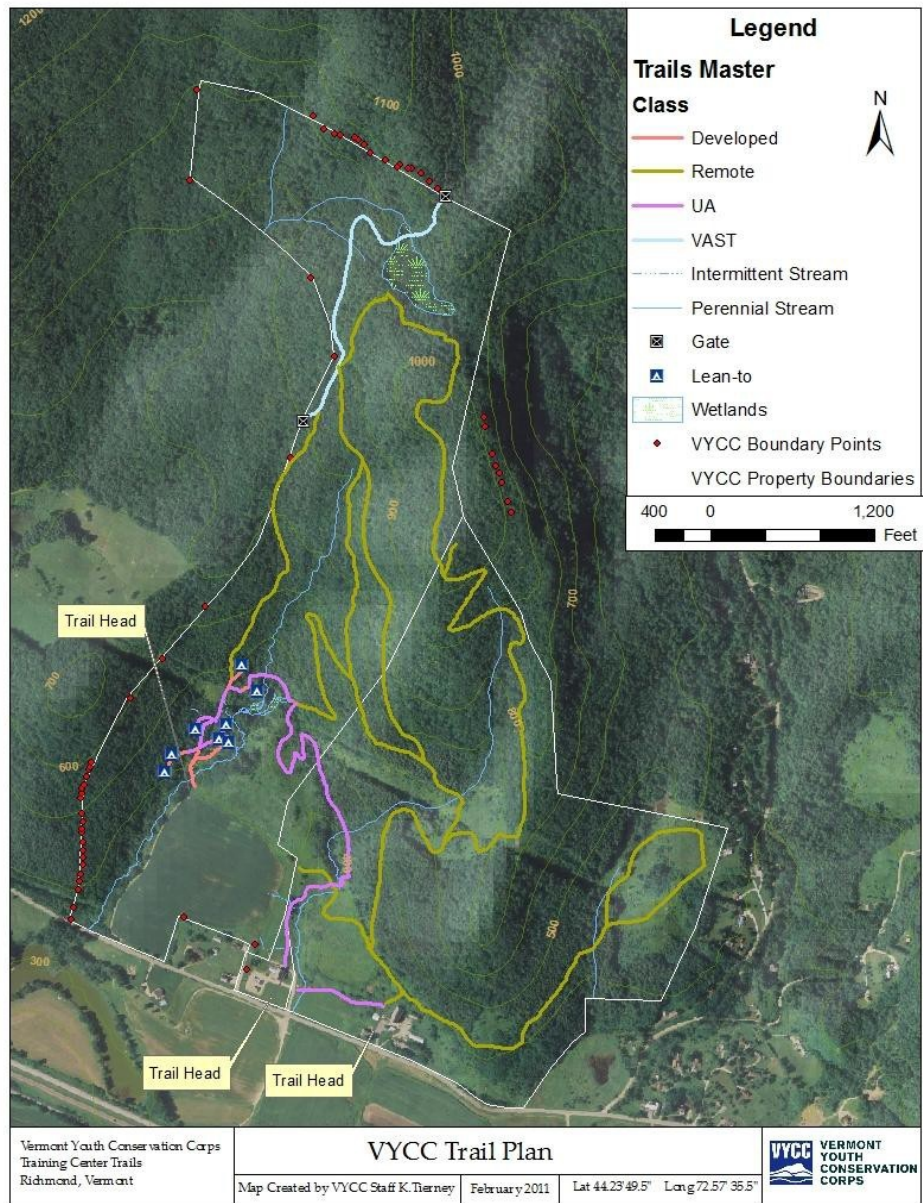 1200
1000
1100
1000
900
700
800
700
600
600
500
300
Trail Head
Trail Head
Trail Head
Legend
Trails Master
Class
N
Developed
Remote
UA
VAST
Intermittent Stream
Perennial Stream
Gate
Lean-to
Wetlands
VYCC Boundary Points
VYCC Property Boundaries
400 0 1,200
Feet
Vermont Youth Conservation Corps
Training Center Trails
Richmond, Vermont
VYCC Trail Plan
Map Created by VYCC Staff K.Tierney
February 2011
Lat 44.23'49.5" Long 72.57' 35.5"
VYCC
VERMONT
YOUTH
CONSERVATION
CORPS